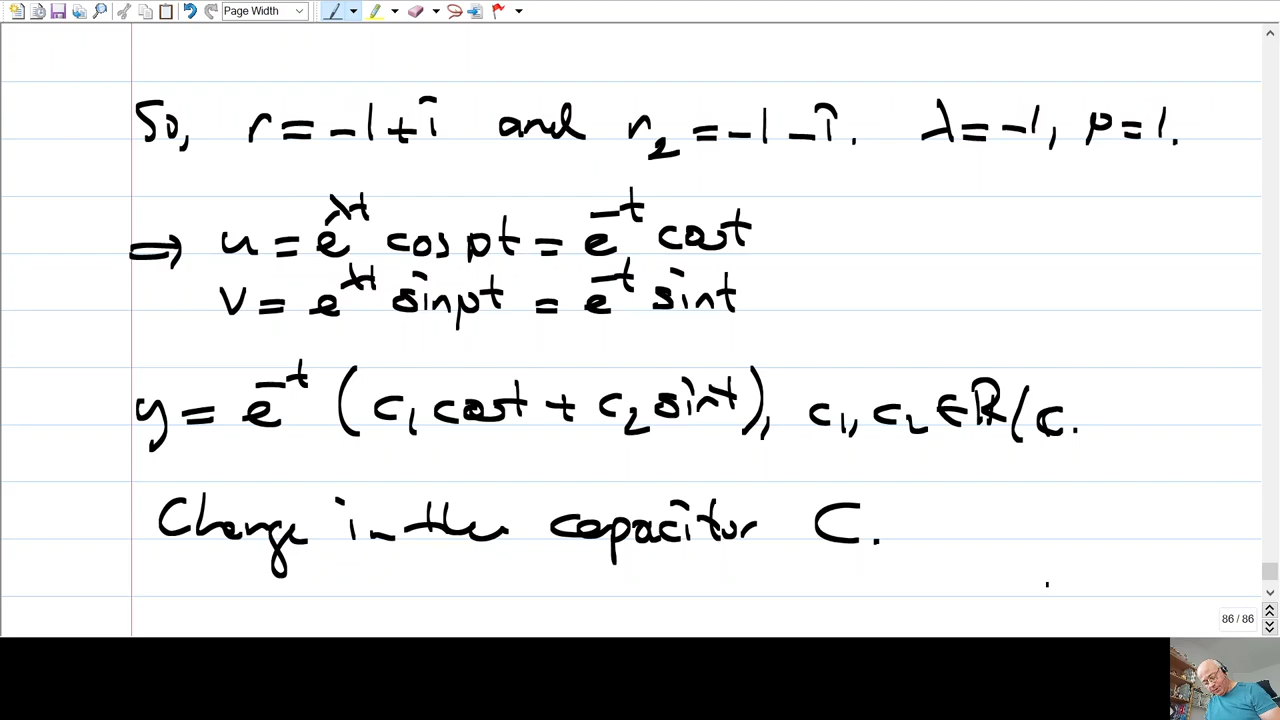 Page Width
So, r = -1 + i and r₂ = -1 - i. λ = -1, μ = 1.
⇒ u = e^{λt} cos μt = e^{-t} cos t
v = e^{λt} sin μt = e^{-t} sin t
y = e^{-t} (c₁ cos t + c₂ sin t), c₁, c₂ ∈ ℝ/C.
Change in the capacitor C.
86 / 86